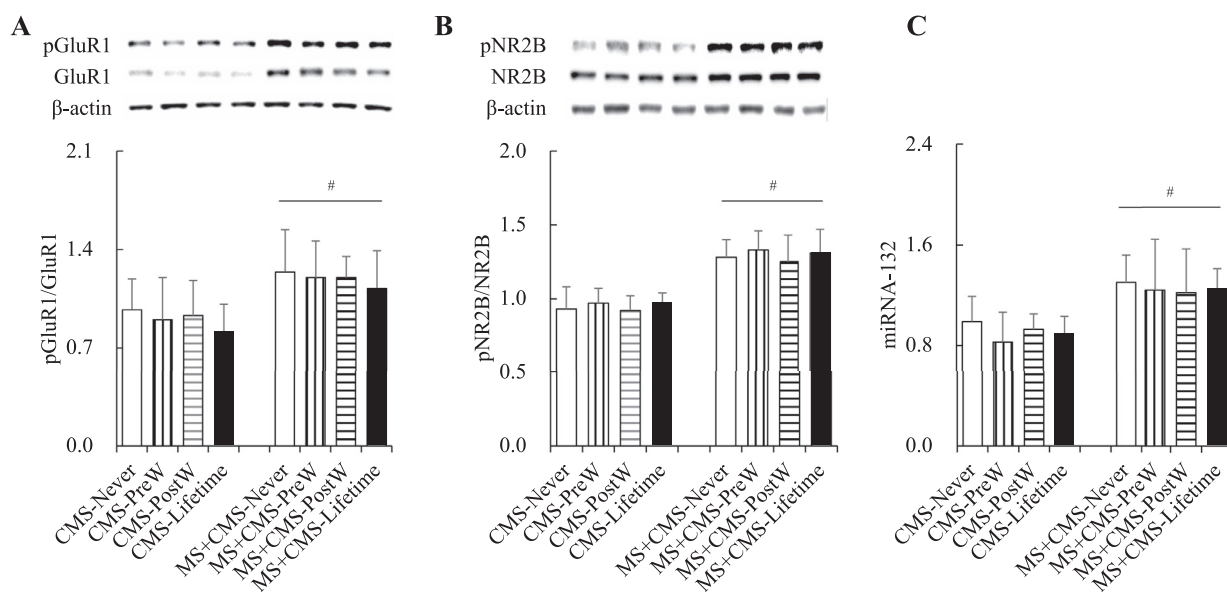 A
pGluR1
GluR1
β-actin
2.1
1.4
0.7
0.0
pGluR1/GluR1
#
CMS-Never
CMS-PreW
CMS-PostW
CMS-Lifetime
MS+CMS-Never
MS+CMS-PreW
MS+CMS-PostW
MS+CMS-Lifetime
B
pNR2B
NR2B
β-actin
2.0
1.5
1.0
0.5
0.0
pNR2B/NR2B
#
CMS-Never
CMS-PreW
CMS-PostW
CMS-Lifetime
MS+CMS-Never
MS+CMS-PreW
MS+CMS-PostW
MS+CMS-Lifetime
C
2.4
1.6
0.8
0.0
miRNA-132
#
CMS-Never
CMS-PreW
CMS-PostW
CMS-Lifetime
MS+CMS-Never
MS+CMS-PreW
MS+CMS-PostW
MS+CMS-Lifetime